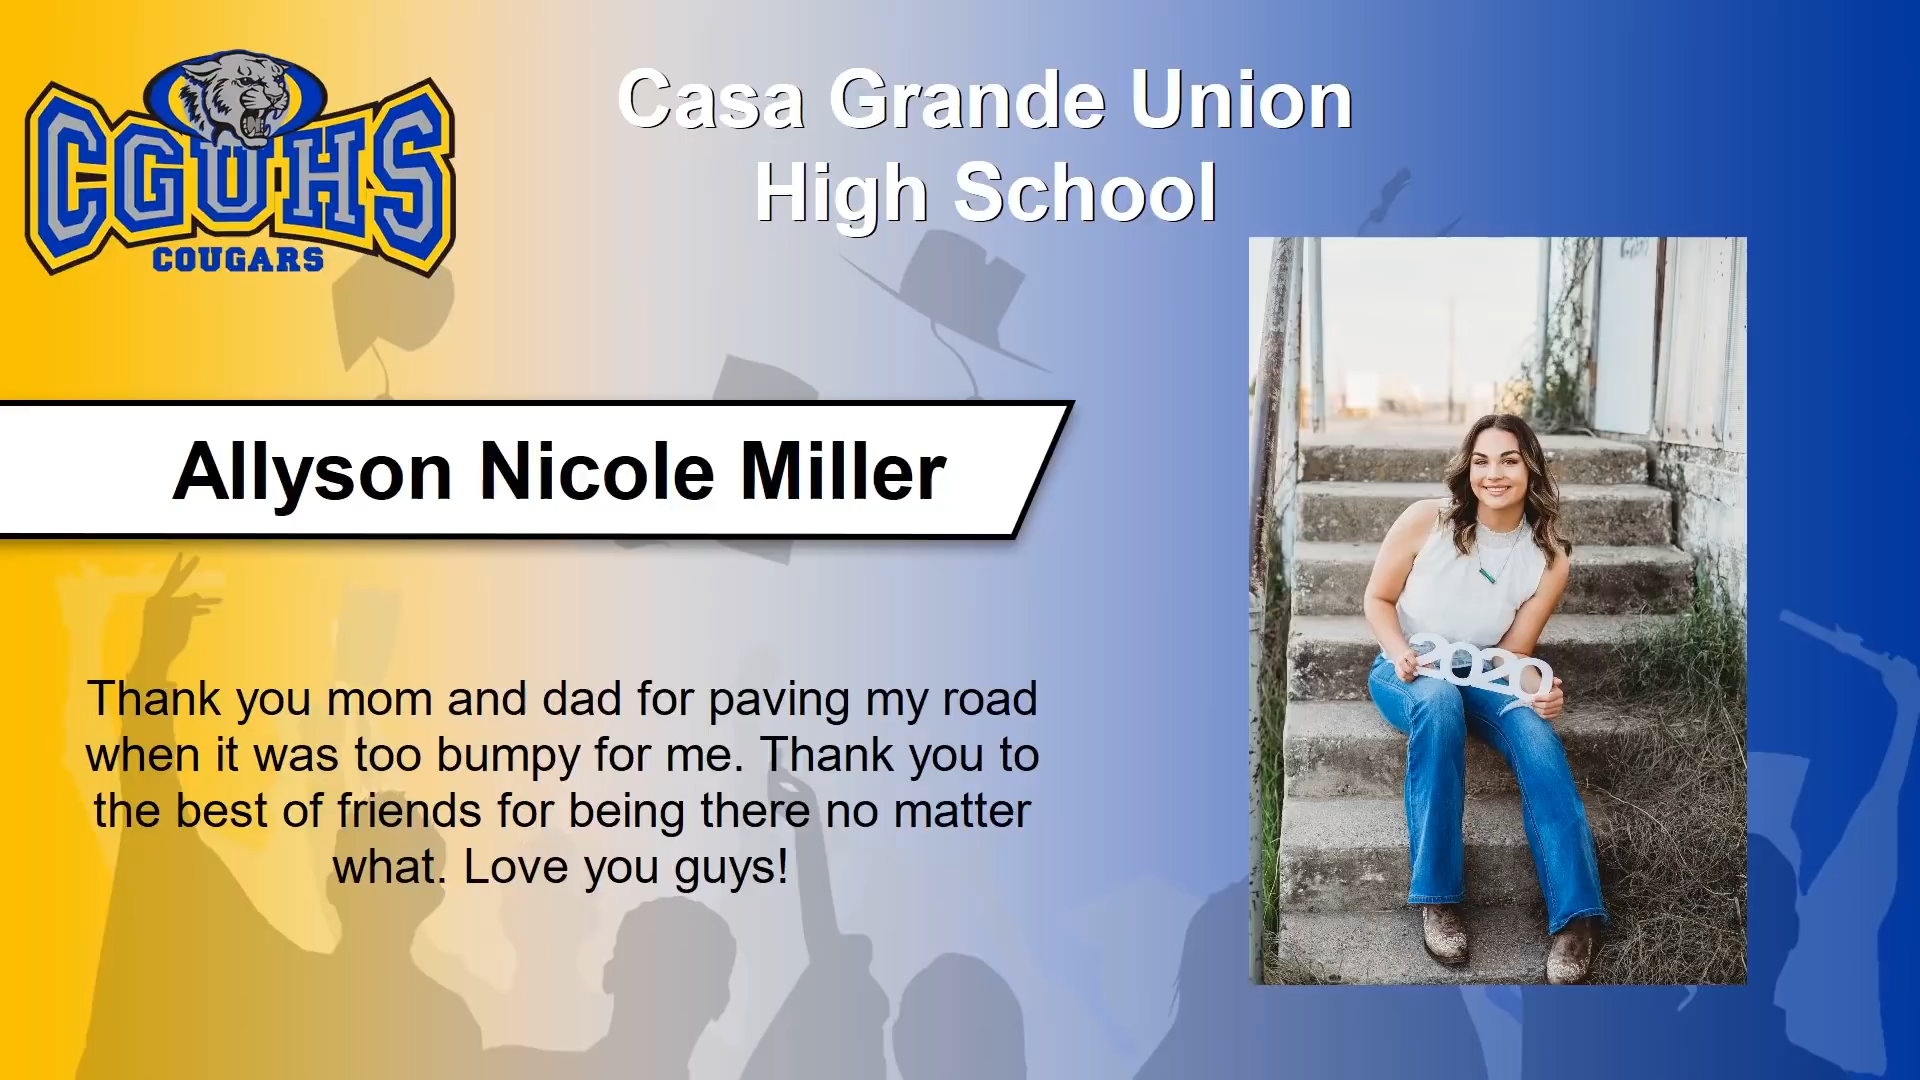 CGUHS
COUGARS
Casa Grande Union
High School
Allyson Nicole Miller
Thank you mom and dad for paving my road
when it was too bumpy for me. Thank you to
the best of friends for being there no matter
what. Love you guys!
2020